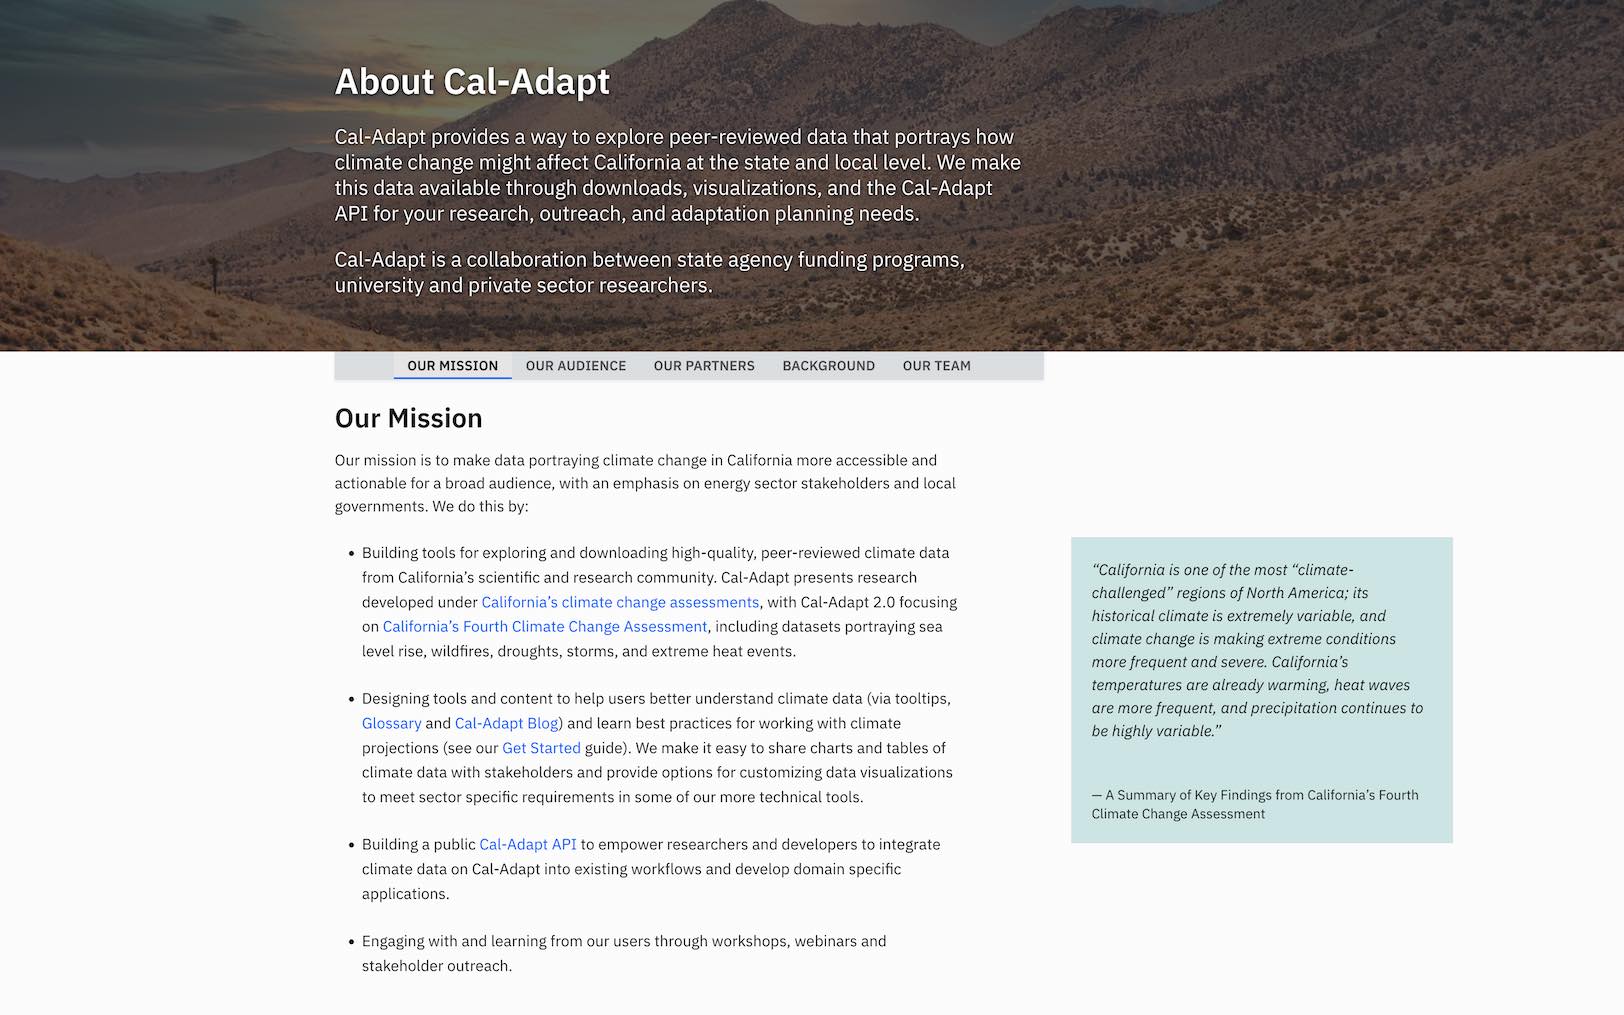 About Cal-Adapt
Cal-Adapt provides a way to explore peer-reviewed data that portrays how
climate change might affect California at the state and local level. We make
this data available through downloads, visualizations, and the Cal-Adapt
API for your research, outreach, and adaptation planning needs.
Cal-Adapt is a collaboration between state agency funding programs,
university and private sector researchers.
OUR MISSION OUR AUDIENCE OUR PARTNERS BACKGROUND OUR TEAM
Our Mission
Our mission is to make data portraying climate change in California more accessible and
actionable for a broad audience, with an emphasis on energy sector stakeholders and local
governments. We do this by:
• Building tools for exploring and downloading high-quality, peer-reviewed climate data
from California’s scientific and research community. Cal-Adapt presents research
developed under California’s climate change assessments, with Cal-Adapt 2.0 focusing
on California’s Fourth Climate Change Assessment, including datasets portraying sea
level rise, wildfires, droughts, storms, and extreme heat events.
• Designing tools and content to help users better understand climate data (via tooltips,
Glossary and Cal-Adapt Blog) and learn best practices for working with climate
projections (see our Get Started guide). We make it easy to share charts and tables of
climate data with stakeholders and provide options for customizing data visualizations
to meet sector specific requirements in some of our more technical tools.
• Building a public Cal-Adapt API to empower researchers and developers to integrate
climate data on Cal-Adapt into existing workflows and develop domain specific
applications.
• Engaging with and learning from our users through workshops, webinars and
stakeholder outreach.
“California is one of the most “climate-
challenged” regions of North America; its
historical climate is extremely variable, and
climate change is making extreme conditions
more frequent and severe. California’s
temperatures are already warming, heat waves
are more frequent, and precipitation continues to
be highly variable.”
— A Summary of Key Findings from California’s Fourth
Climate Change Assessment